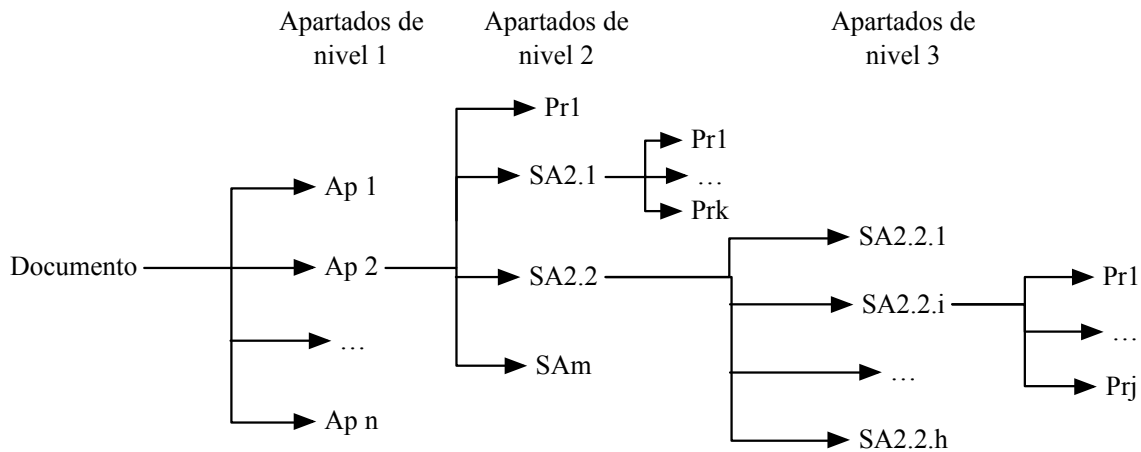 Apartados de
nivel 1
Apartados de
nivel 2
Apartados de
nivel 3
Pr1
Pr1
SA2.1
…
Ap 1
Prk
SA2.2.1
Documento
Ap 2
SA2.2
Pr1
SA2.2.i
…
…
SAm
…
Prj
Ap n
SA2.2.h